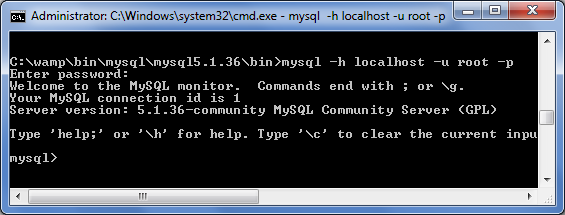 Administrator: C:\Windows\system32\cmd.exe - mysql  -h localhost -u root -p
C:\wamp\bin\mysql\mysql5.1.36\bin>mysql -h localhost -u root -p
Enter password:
Welcome to the MySQL monitor.  Commands end with ; or \g.
Your MySQL connection id is 1
Server version: 5.1.36-community MySQL Community Server (GPL)
Type 'help;' or '\h' for help. Type '\c' to clear the current inpu
mysql>